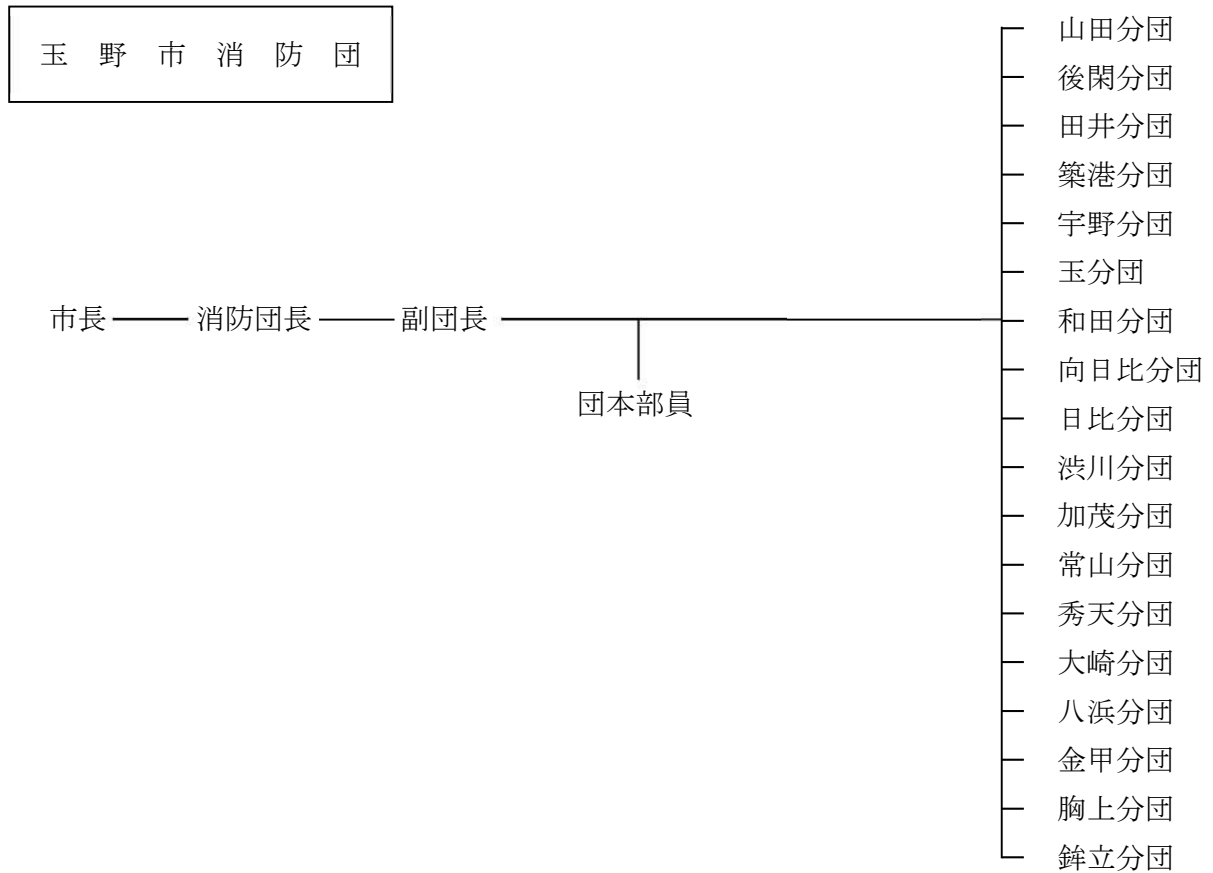 玉野市消防団
市長 消防団長 副団長
団本部員
山田分団
後閑分団
田井分団
築港分団
宇野分団
玉分団
和田分団
向日比分団
日比分団
渋川分団
加茂分団
常山分団
秀天分団
大崎分団
八浜分団
金甲分団
胸上分団
鉾立分団